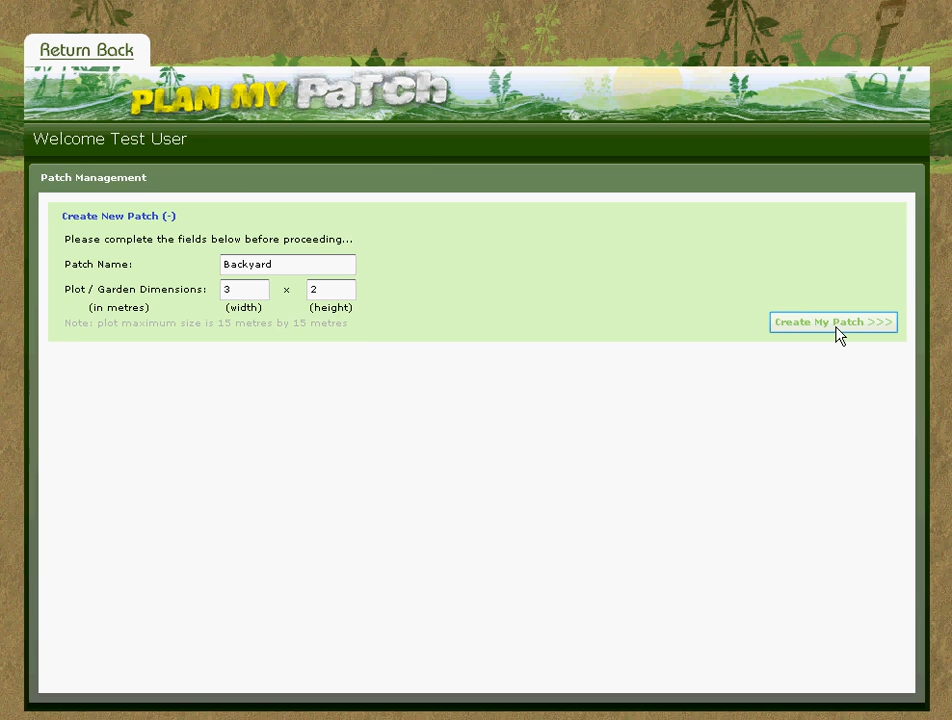 Return Back
PLAN MY PaTCh
Welcome Test User
Patch Management
Create New Patch (-)
Please complete the fields below before proceeding...
Patch Name: Backyard
Plot / Garden Dimensions: 3 x 2
(in metres) (width) (height)
Note: plot maximum size is 15 metres by 15 metres
Create My Patch >>>